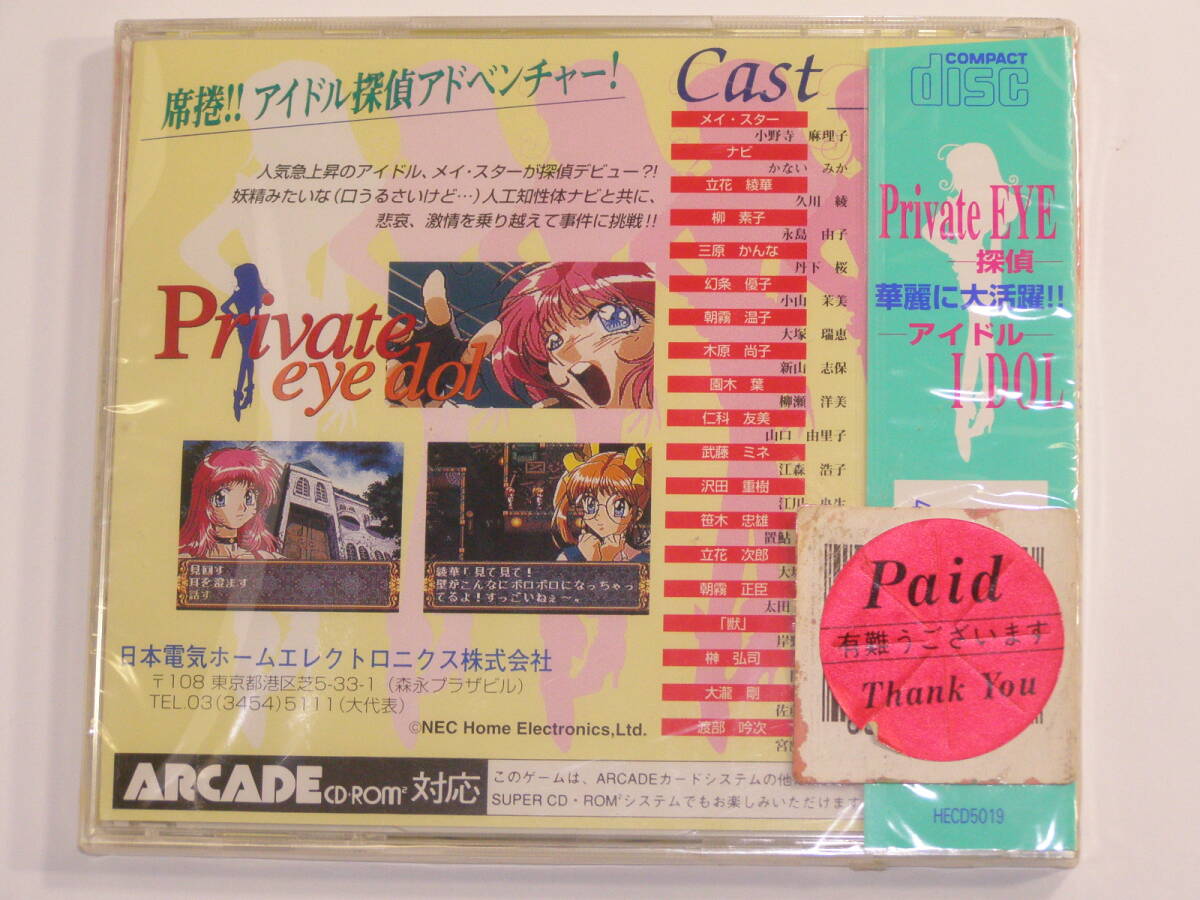 席捲!! アイドル探偵アドベンチャー!
人気急上昇のアイドル、メイ・スターが探偵デビュー?!
妖精みたいな(口うるさいけど…)人工知性体ナビと共に、
悲哀、激情を乗り越えて事件に挑戦!!
Private
eye dol
見回す
耳を澄ます
話す
綾華「見て見て!
壁がこんなにボロボロになっちゃっ
てるよ!すっごいねぇ~。
日本電気ホームエレクトロニクス株式会社
〒108 東京都港区芝5-33-1(森永プラザビル)
TEL.03(3454)5111(大代表)
©NEC Home Electronics,Ltd.
Cast
メイ・スター
小野寺 麻理子
ナビ
かない みか
立花 綾華
久川 綾
柳 素子
永島 由子
三原 かんな
丹下 桜
幻条 優子
小山 茉美
朝霧 温子
大塚 瑞恵
木原 尚子
新山 志保
園木 葉
柳瀬 洋美
仁科 友美
山口 由里子
武藤 ミネ
江森 浩子
沢田 重樹
江川 央生
笹木 忠雄
置鮎
立花 次郎
大塚
朝霧 正臣
太田
「獣」
岸野
榊 弘司
大瀧 剛
佐
渡部 吟次
宮
ARCADE CD・ROM² 対応
このゲームは、ARCADEカードシステムの他
SUPER CD・ROM²システムでもお楽しみいただけます
COMPACT
disc
Private EYE
探偵
華麗に大活躍!!
アイドル
I DOL
Paid
有難うございます
Thank You
HECD5019